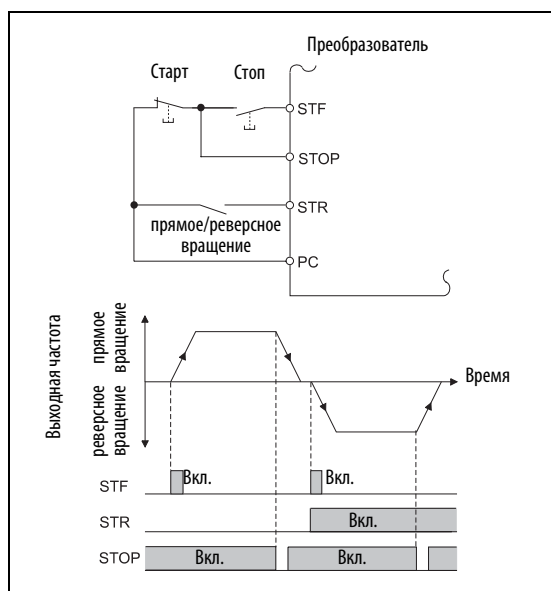 Преобразователь
Старт
Стоп
STF
STOP
STR
прямое/реверсное
вращение
PC
Выходная частота
прямое
вращение
реверсное
вращение
Время
STF
Вкл.
Вкл.
STR
Вкл.
STOP
Вкл.
Вкл.